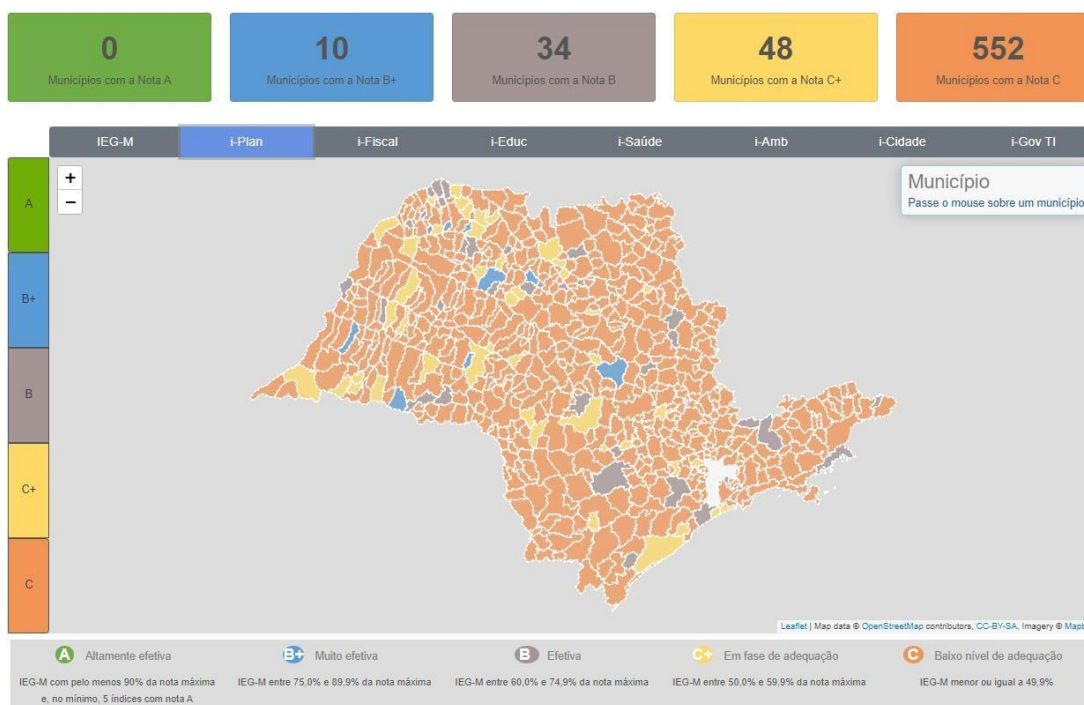 0
Municípios com a Nota A
10
Municípios com a Nota B+
34
Municípios com a Nota B
48
Municípios com a Nota C+
552
Municípios com a Nota C
IEG-M i-Plan i-Fiscal i-Educ i-Saúde i-Amb i-Cidade i-Gov TI
A
B+
B
C+
C
+
−
Município
Passe o mouse sobre um município
Leaflet | Map data © OpenStreetMap contributors, CC-BY-SA, Imagery ©
A Altamente efetiva
IEG-M com pelo menos 90% da nota máxima
e, no mínimo, 5 índices com nota A
B+ Muito efetiva
IEG-M entre 75,0% e 89,9% da nota máxima
B Efetiva
IEG-M entre 60,0% e 74,9% da nota máxima
C+ Em fase de adequação
IEG-M entre 50,0% e 59,9% da nota máxima
C Baixo nível de adequação
IEG-M menor ou igual a 49,9%